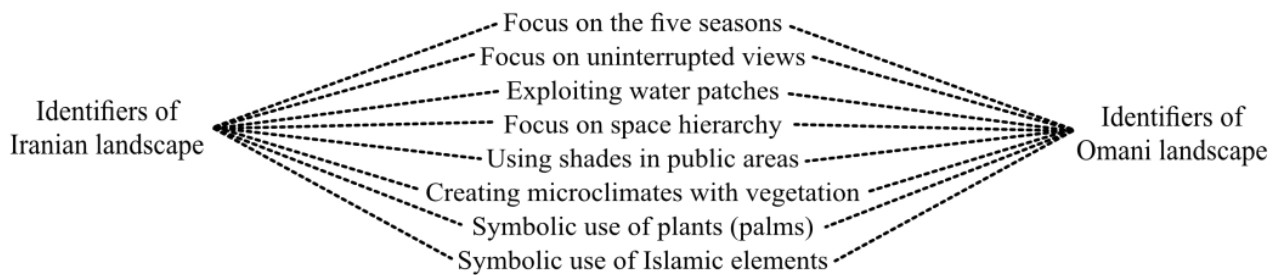 Focus on the five seasons
Focus on uninterrupted views
Exploiting water patches
Identifiers of
Iranian landscape
Focus on space hierarchy
Identifiers of
Omani landscape
Using shades in public areas
Creating microclimates with vegetation
Symbolic use of plants (palms)
Symbolic use of Islamic elements